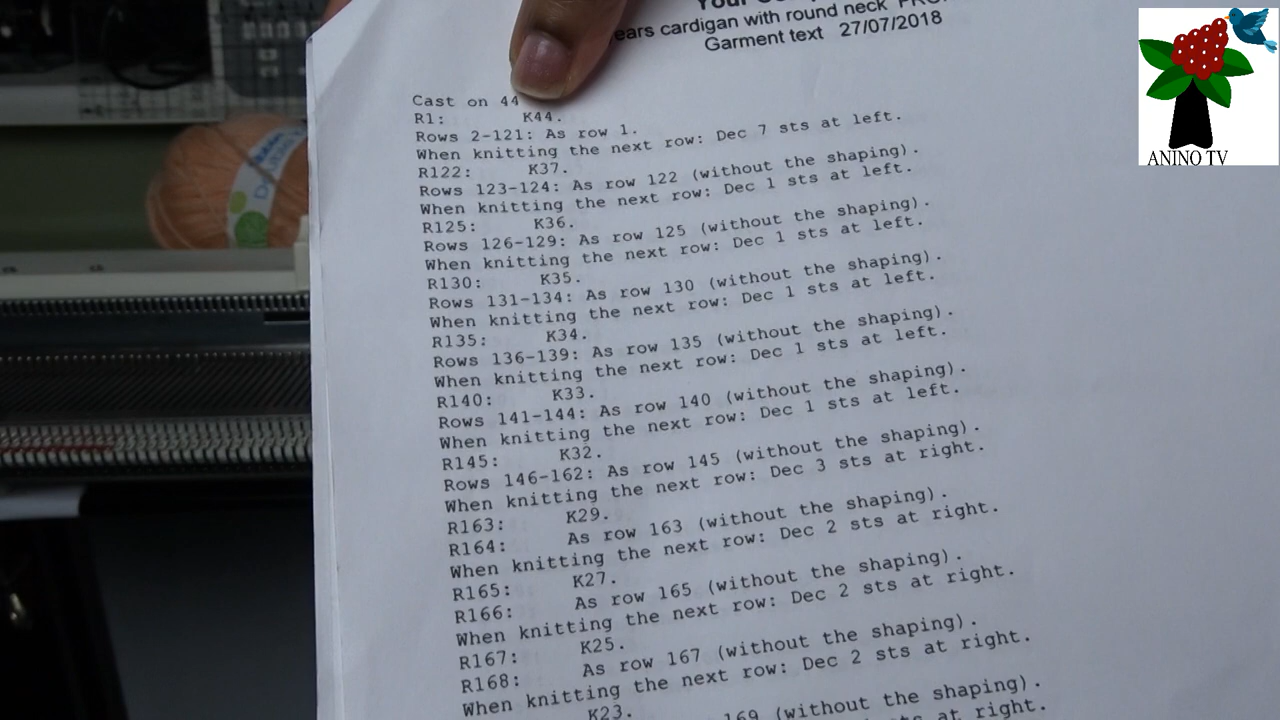 ears cardigan with round neck
Garment text 27/07/2018
Cast on 44
R1: K44.
Rows 2-121: As row 1.
When knitting the next row: Dec 7 sts at left.
R122: K37.
Rows 123-124: As row 122 (without the shaping).
When knitting the next row: Dec 1 sts at left.
R125: K36.
Rows 126-129: As row 125 (without the shaping).
When knitting the next row: Dec 1 sts at left.
R130: K35.
Rows 131-134: As row 130 (without the shaping).
When knitting the next row: Dec 1 sts at left.
R135: K34.
Rows 136-139: As row 135 (without the shaping).
When knitting the next row: Dec 1 sts at left.
R140: K33.
Rows 141-144: As row 140 (without the shaping).
When knitting the next row: Dec 1 sts at left.
R145: K32.
Rows 146-162: As row 145 (without the shaping).
When knitting the next row: Dec 3 sts at right.
R163: K29.
R164: As row 163 (without the shaping).
When knitting the next row: Dec 2 sts at right.
R165: K27.
R166: As row 165 (without the shaping).
When knitting the next row: Dec 2 sts at right.
R167: K25.
R168: As row 167 (without the shaping).
When knitting the next row: Dec 2 sts at right.
K23.
169 (without the shaping).
sts at right.
ANINO TV